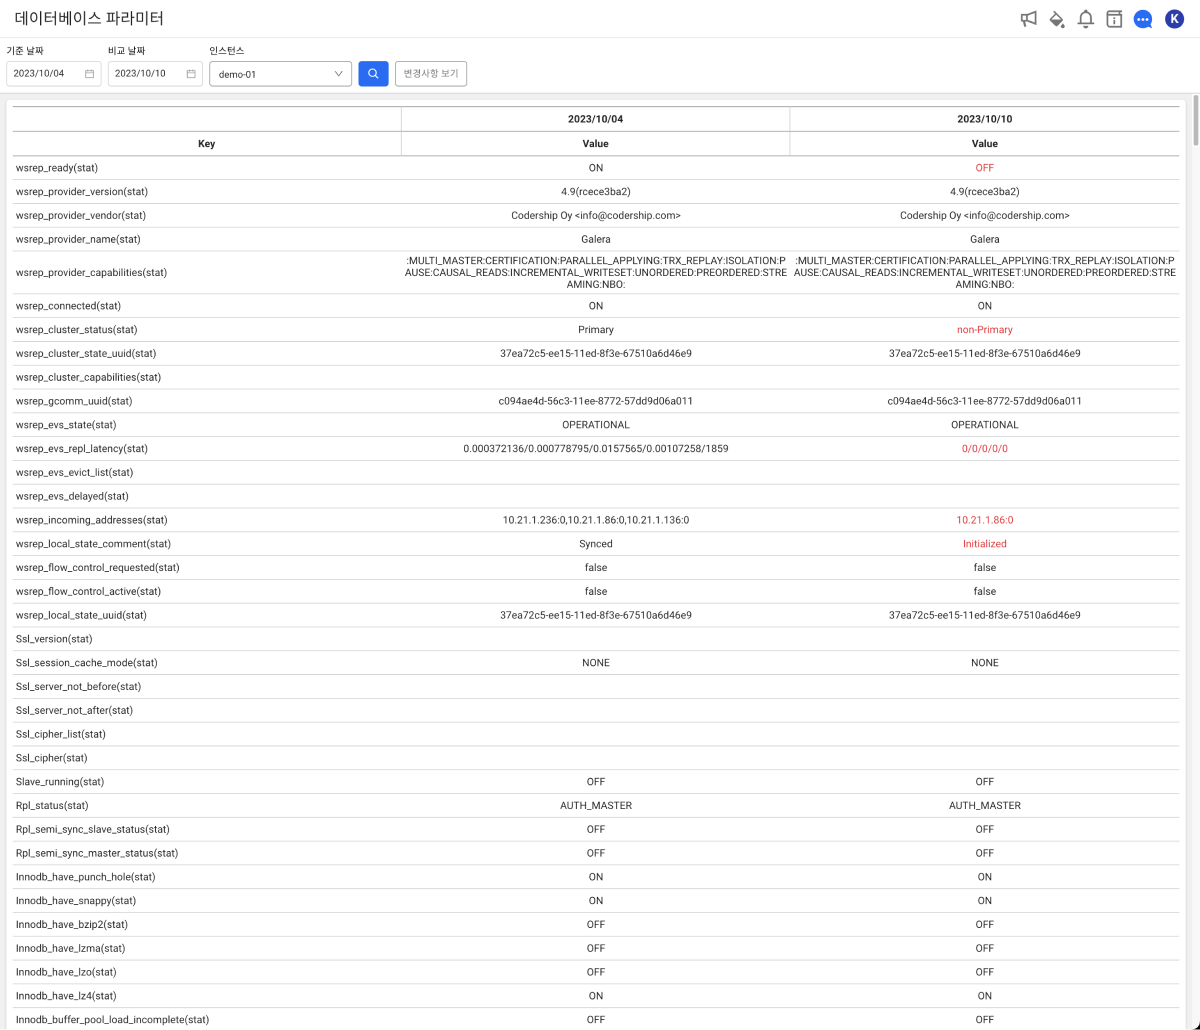 데이터베이스 파라미터
K
기준 날짜 비교 날짜 인스턴스
2023/10/04 2023/10/10 demo-01 변경사항 보기
2023/10/04 2023/10/10
Key Value Value
wsrep_ready(stat) ON OFF
wsrep_provider_version(stat) 4.9(rcece3ba2) 4.9(rcece3ba2)
wsrep_provider_vendor(stat) Codership Oy <info@codership.com> Codership Oy <info@codership.com>
wsrep_provider_name(stat) Galera Galera
:MULTI_MASTER:CERTIFICATION:PARALLEL_APPLYING:TRX_REPLAY:ISOLATION:P :MULTI_MASTER:CERTIFICATION:PARALLEL_APPLYING:TRX_REPLAY:ISOLATION:P
wsrep_provider_capabilities(stat) AUSE:CAUSAL_READS:INCREMENTAL_WRITESET:UNORDERED:PREORDERED:STRE AUSE:CAUSAL_READS:INCREMENTAL_WRITESET:UNORDERED:PREORDERED:STRE
AMING:NBO: AMING:NBO:
wsrep_connected(stat) ON ON
wsrep_cluster_status(stat) Primary non-Primary
wsrep_cluster_state_uuid(stat) 37ea72c5-ee15-11ed-8f3e-67510a6d46e9 37ea72c5-ee15-11ed-8f3e-67510a6d46e9
wsrep_cluster_capabilities(stat)
wsrep_gcomm_uuid(stat) c094ae4d-56c3-11ee-8772-57dd9d06a011 c094ae4d-56c3-11ee-8772-57dd9d06a011
wsrep_evs_state(stat) OPERATIONAL OPERATIONAL
wsrep_evs_repl_latency(stat) 0.000372136/0.000778795/0.0157565/0.00107258/1859 0/0/0/0/0
wsrep_evs_evict_list(stat)
wsrep_evs_delayed(stat)
wsrep_incoming_addresses(stat) 10.21.1.236:0,10.21.1.86:0,10.21.1.136:0 10.21.1.86:0
wsrep_local_state_comment(stat) Synced Initialized
wsrep_flow_control_requested(stat) false false
wsrep_flow_control_active(stat) false false
wsrep_local_state_uuid(stat) 37ea72c5-ee15-11ed-8f3e-67510a6d46e9 37ea72c5-ee15-11ed-8f3e-67510a6d46e9
Ssl_version(stat)
Ssl_session_cache_mode(stat) NONE NONE
Ssl_server_not_before(stat)
Ssl_server_not_after(stat)
Ssl_cipher_list(stat)
Ssl_cipher(stat)
Slave_running(stat) OFF OFF
Rpl_status(stat) AUTH_MASTER AUTH_MASTER
Rpl_semi_sync_slave_status(stat) OFF OFF
Rpl_semi_sync_master_status(stat) OFF OFF
Innodb_have_punch_hole(stat) ON ON
Innodb_have_snappy(stat) ON ON
Innodb_have_bzip2(stat) OFF OFF
Innodb_have_lzma(stat) OFF OFF
Innodb_have_lzo(stat) OFF OFF
Innodb_have_lz4(stat) ON ON
Innodb_buffer_pool_load_incomplete(stat) OFF OFF